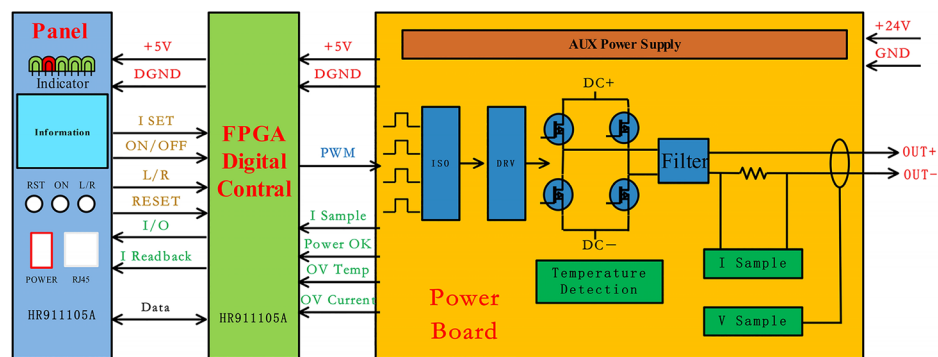 Panel
Indicator
Information
RST ON L/R
POWER RJ45
HR911105A
+5V
DGND
I SET
ON/OFF
L/R
RESET
I/O
I Readback
Data
FPGA
Digital
Contral
HR911105A
+5V
DGND
PWM
I Sample
Power OK
OV Temp
OV Current
AUX Power Supply
+24V
GND
DC+
ISO
DRV
Filter
DC−
OUT+
OUT-
Temperature
Detection
I Sample
V Sample
Power
Board